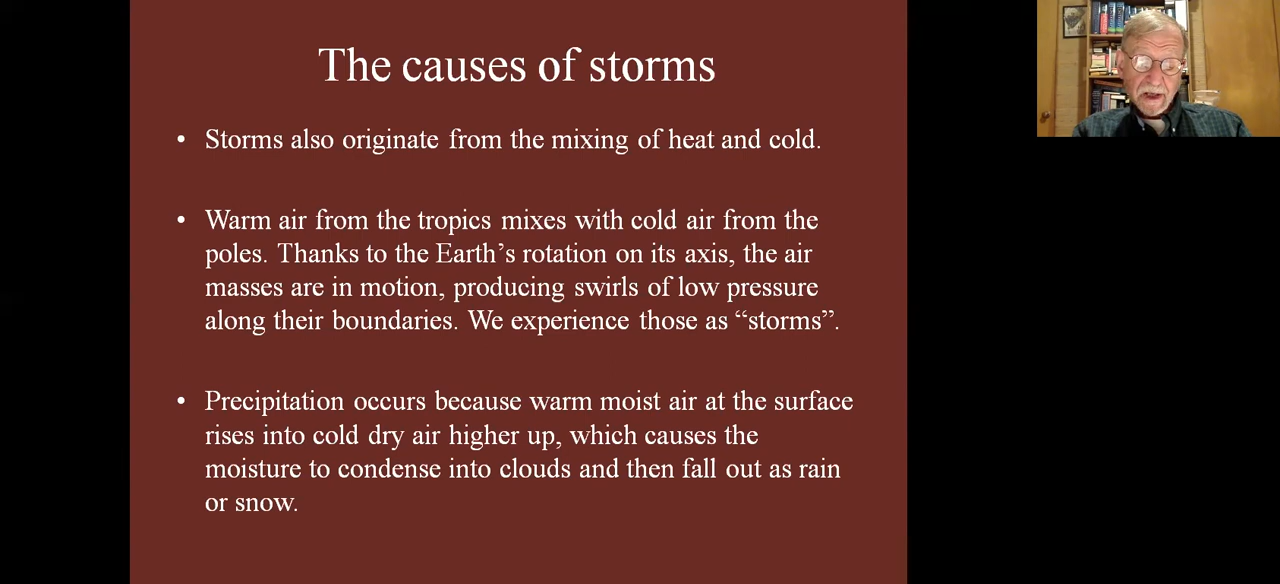 The causes of storms
• Storms also originate from the mixing of heat and cold.
• Warm air from the tropics mixes with cold air from the
poles. Thanks to the Earth’s rotation on its axis, the air
masses are in motion, producing swirls of low pressure
along their boundaries. We experience those as “storms”.
• Precipitation occurs because warm moist air at the surface
rises into cold dry air higher up, which causes the
moisture to condense into clouds and then fall out as rain
or snow.